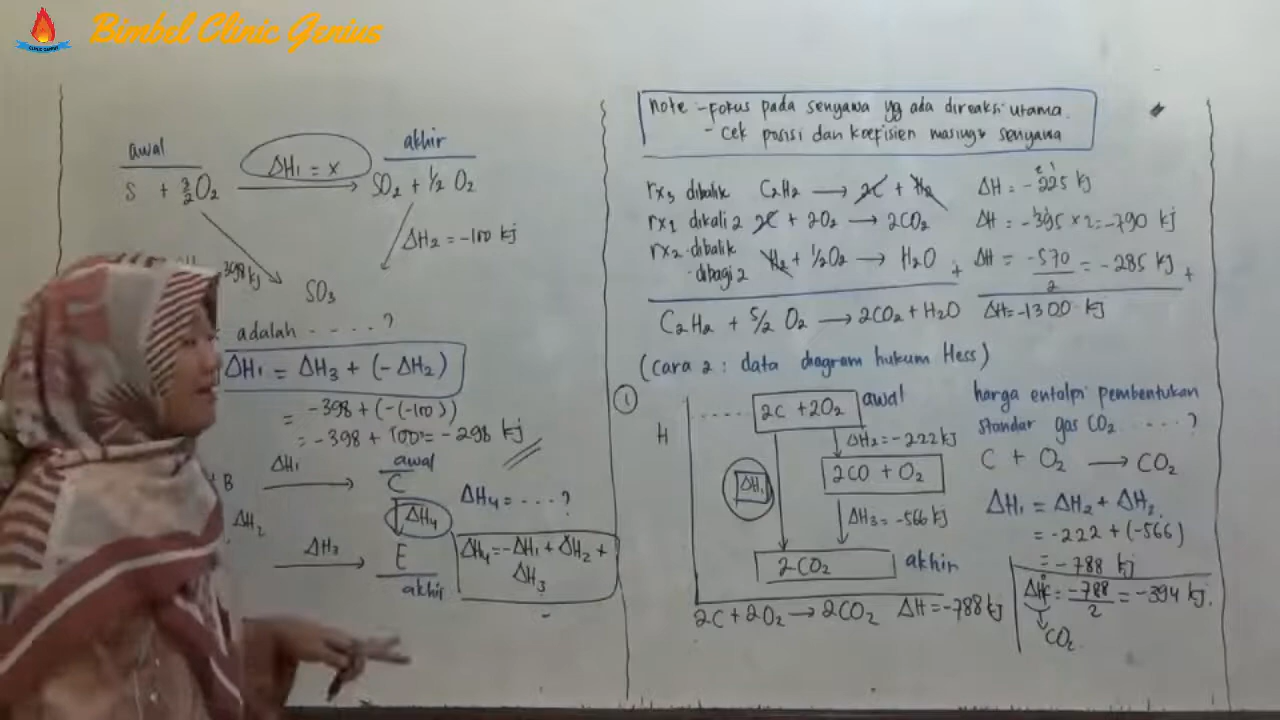 Bimbel Clinic Genius
CLINIC GENIUS
awal
ΔH1 = x
akhir
S + 3/2 O2
SO2 + 1/2 O2
ΔH2 = -100 kj
398 kj
SO3
adalah - - - - ?
ΔH1 = ΔH3 + (-ΔH2)
= -398 + (-(-100))
= -398 + 100 = -298 kj
B
ΔH1
awal
C
ΔH4
ΔH4 = - - - ?
ΔH2
ΔH3
E
akhir
ΔH4 = -ΔH1 + ΔH2 +
ΔH3
note - fokus pada senyawa yg ada direaksi utama.
- cek posisi dan koefisien masing2 senyawa
rx3 dibalik C2H2 → 2C + H2 ΔH = -225 kj
rx1 dikali 2 2C + 2O2 → 2CO2 ΔH = -395 × 2 = -790 kj
rx2 dibalik
- dibagi 2 H2 + 1/2 O2 → H2O + ΔH = -570/2 = -285 kj +
C2H2 + 5/2 O2 → 2CO2 + H2O ΔH = -1300 kj
(Cara 2 : data diagram hukum Hess)
1
H
..... 2C + 2O2 awal
ΔH2 = -222 kj
2CO + O2
ΔH1
ΔH3 = -566 kj
2CO2 akhir
2C + 2O2 → 2CO2 ΔH = -788 kj
harga entalpi pembentukan
standar gas CO2 . . . . . ?
C + O2 → CO2
ΔH1 = ΔH2 + ΔH3
= -222 + (-566)
= -788 kj
= -788/2 = -394 kj.
CO2